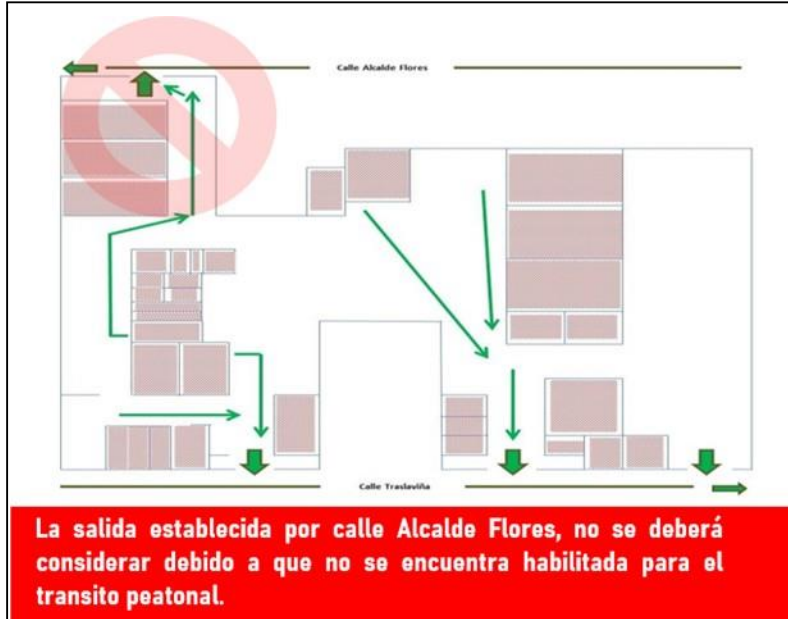 Calle Alcalde Flores
Calle Traslaviña
La salida establecida por calle Alcalde Flores, no se deberá
considerar debido a que no se encuentra habilitada para el
transito peatonal.